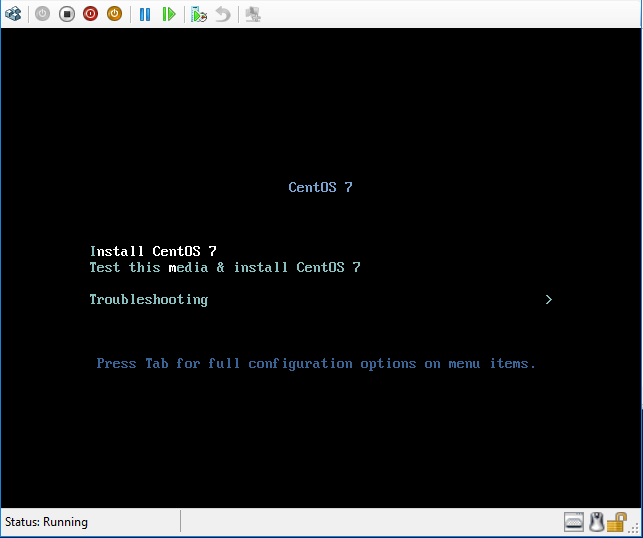 CentOS 7
Install CentOS 7
Test this media & install CentOS 7
Troubleshooting >
Press Tab for full configuration options on menu items.
Status: Running